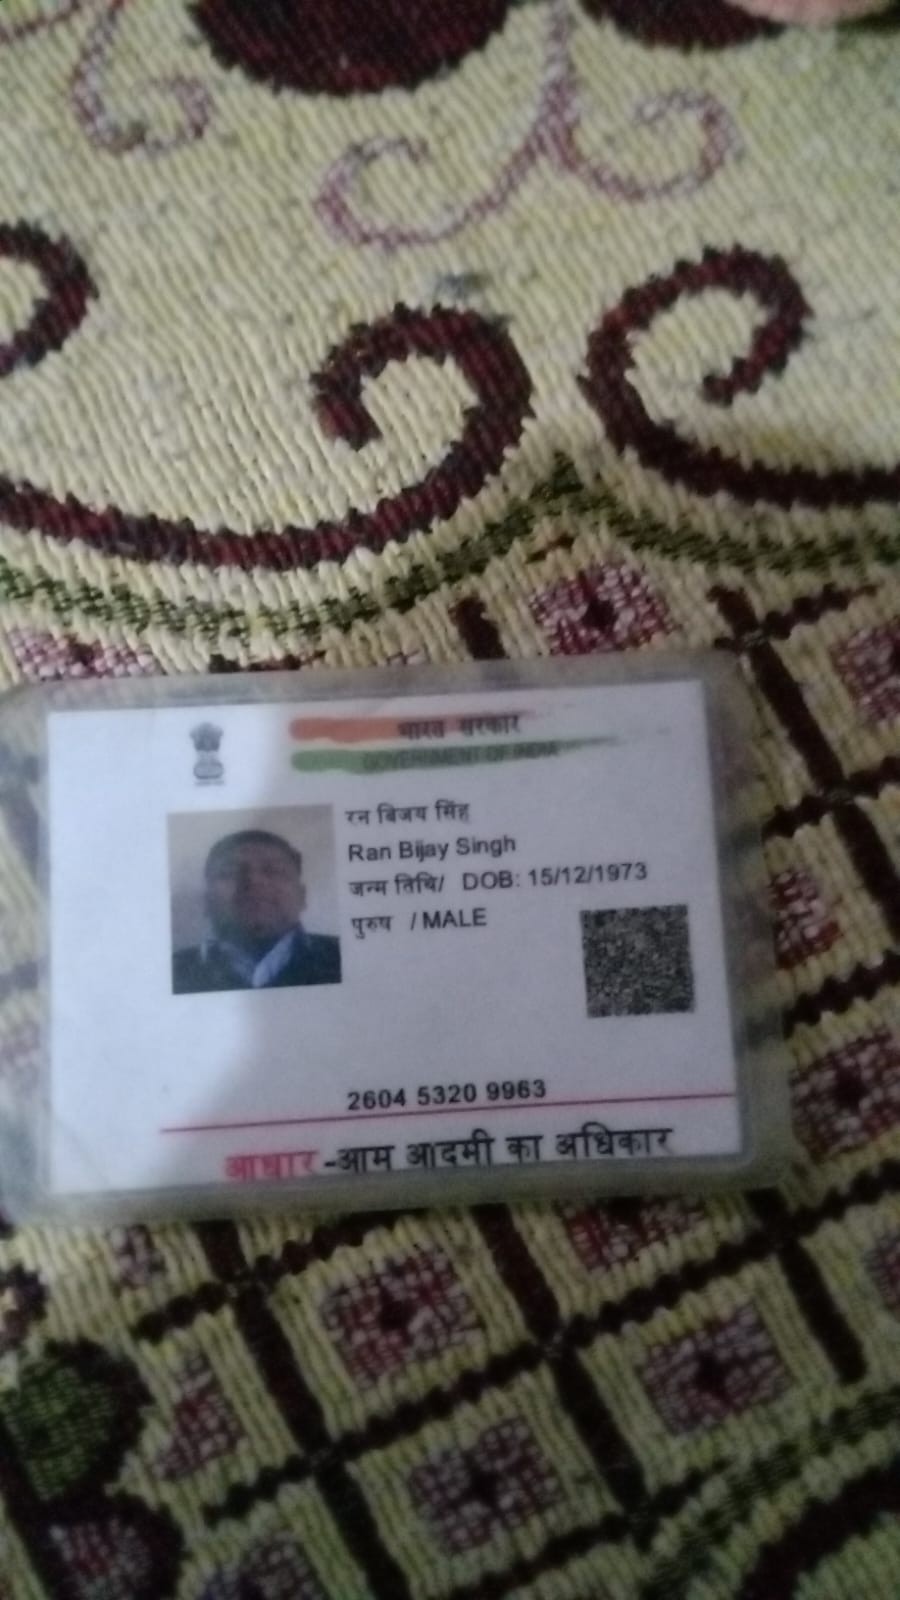 भारत सरकार
GOVERNMENT OF INDIA
रन बिजय सिंह
Ran Bijay Singh
जन्म तिथि/ DOB: 15/12/1973
पुरुष / MALE
2604 5320 9963
आधार-आम आदमी का अधिकार